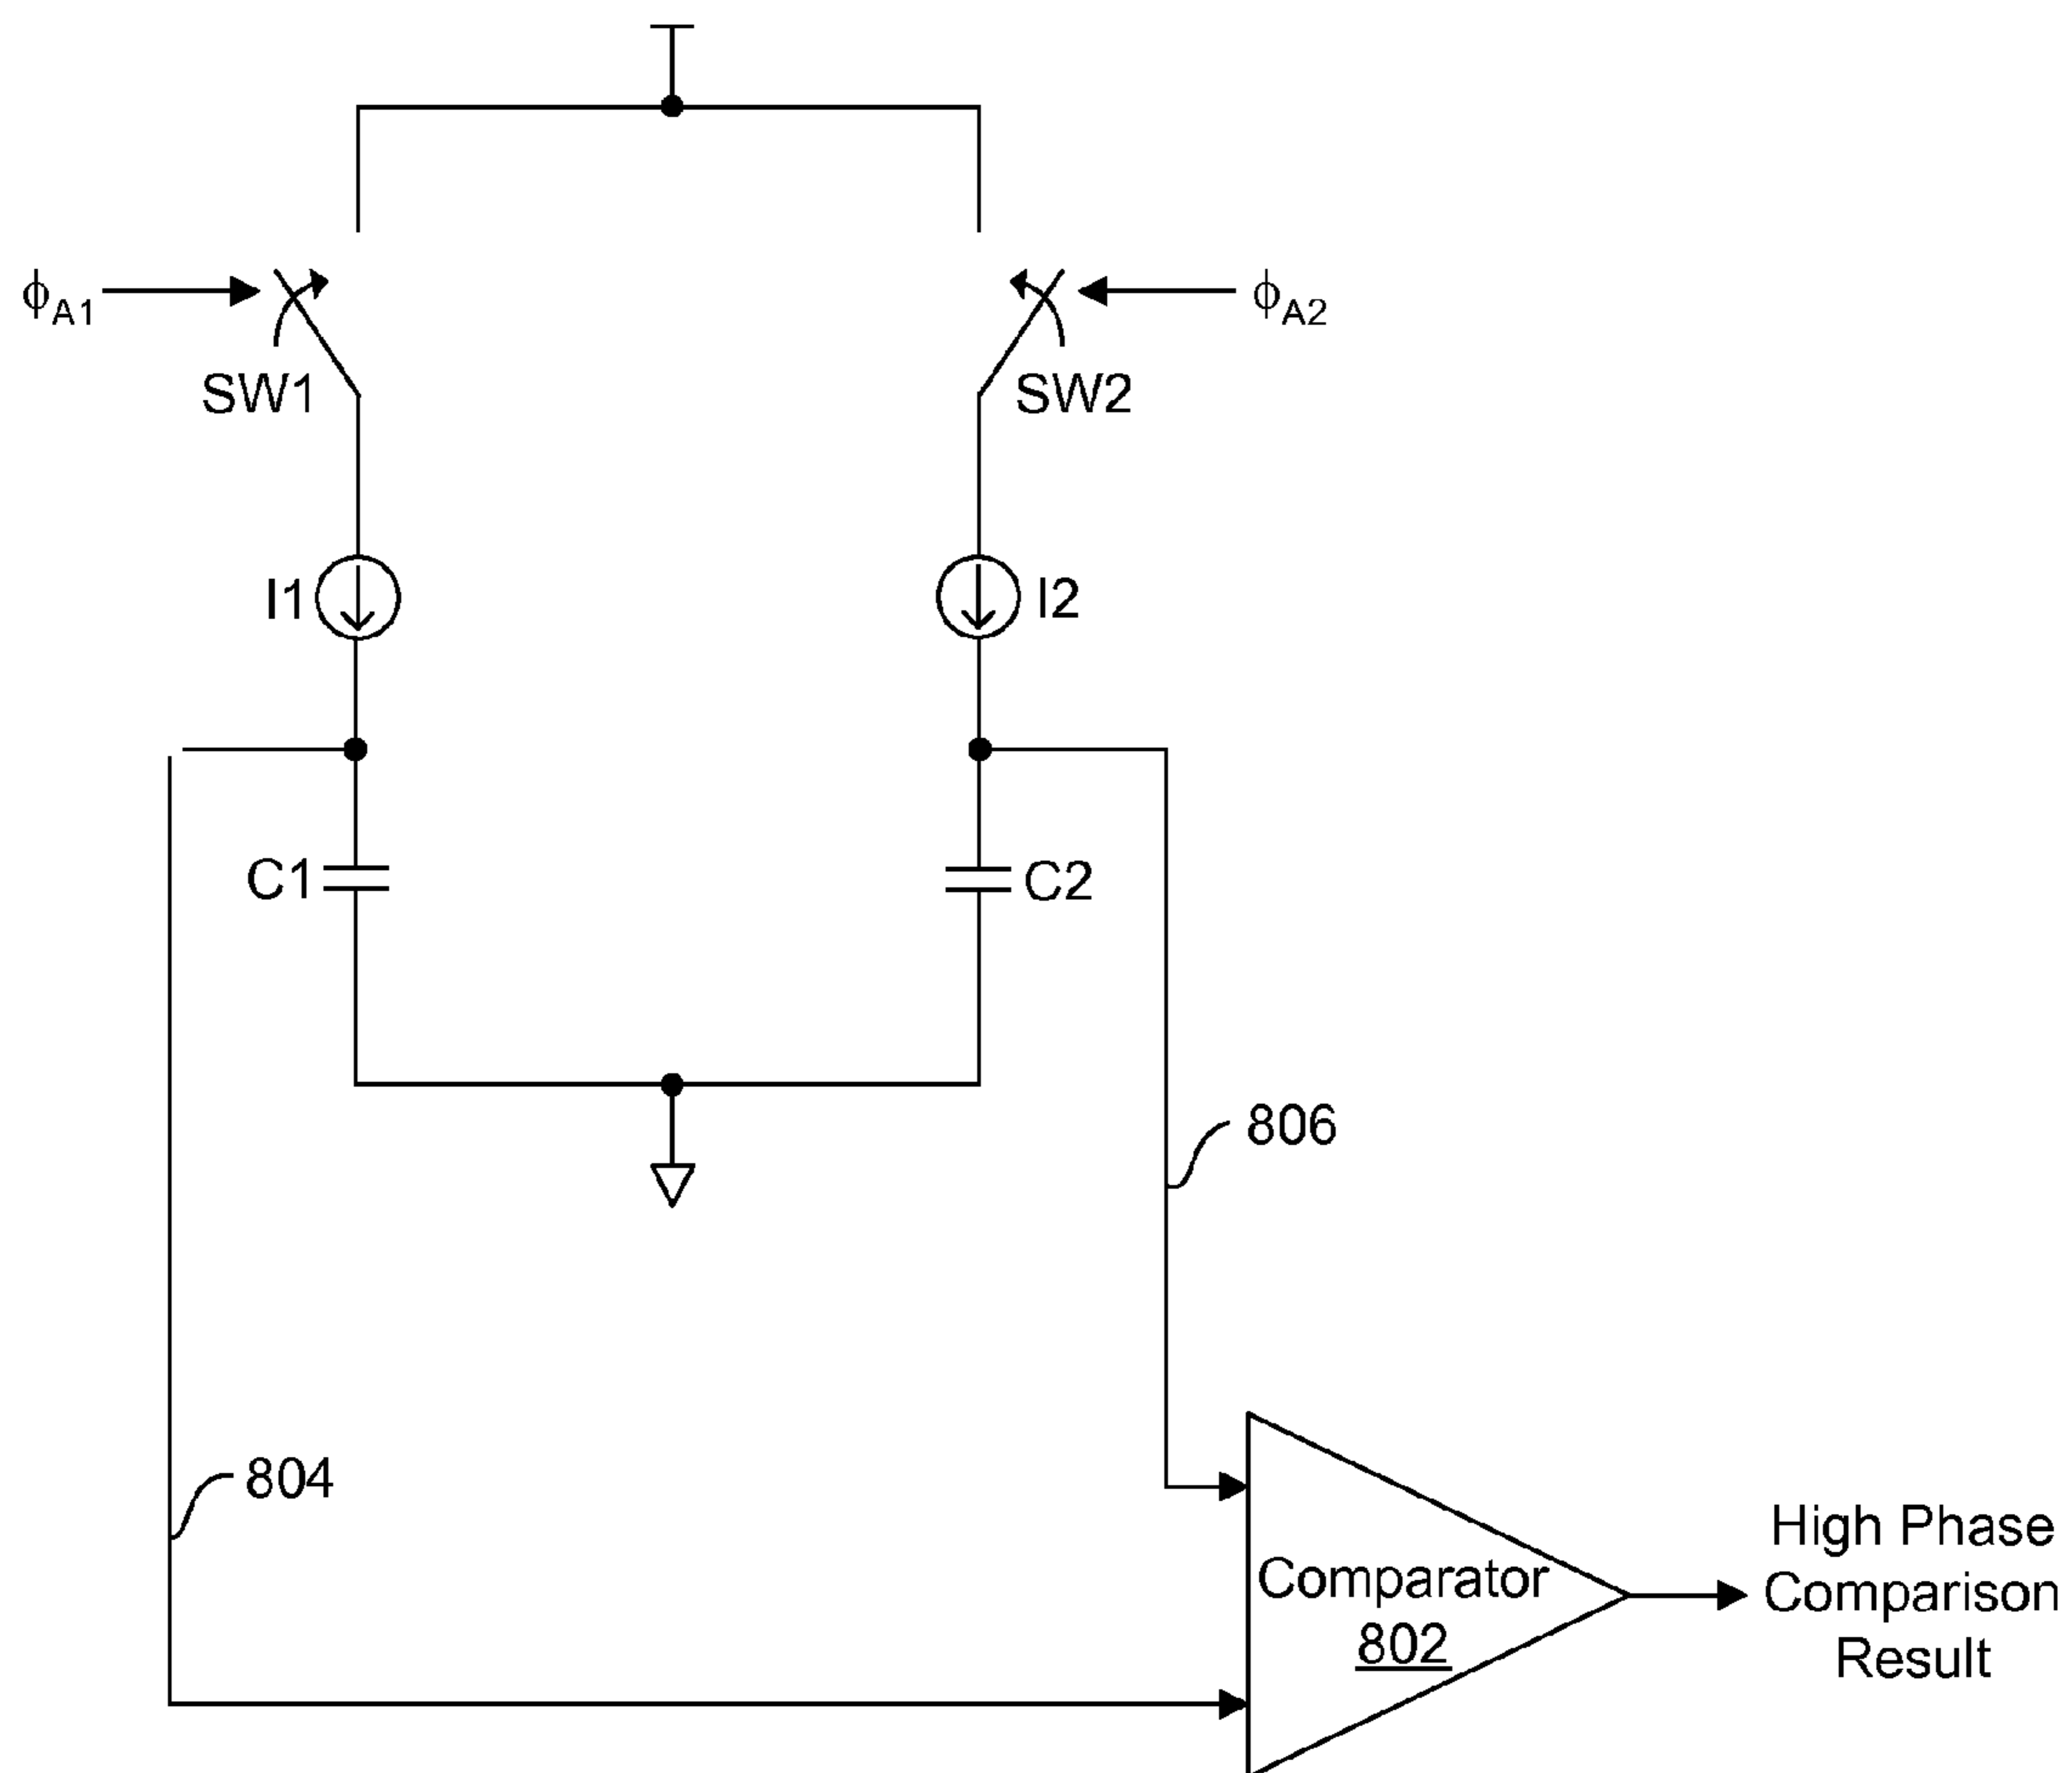 ϕA1
ϕA2
SW1
SW2
I1
I2
C1
C2
806
804
Comparator
802
High Phase
Comparison
Result